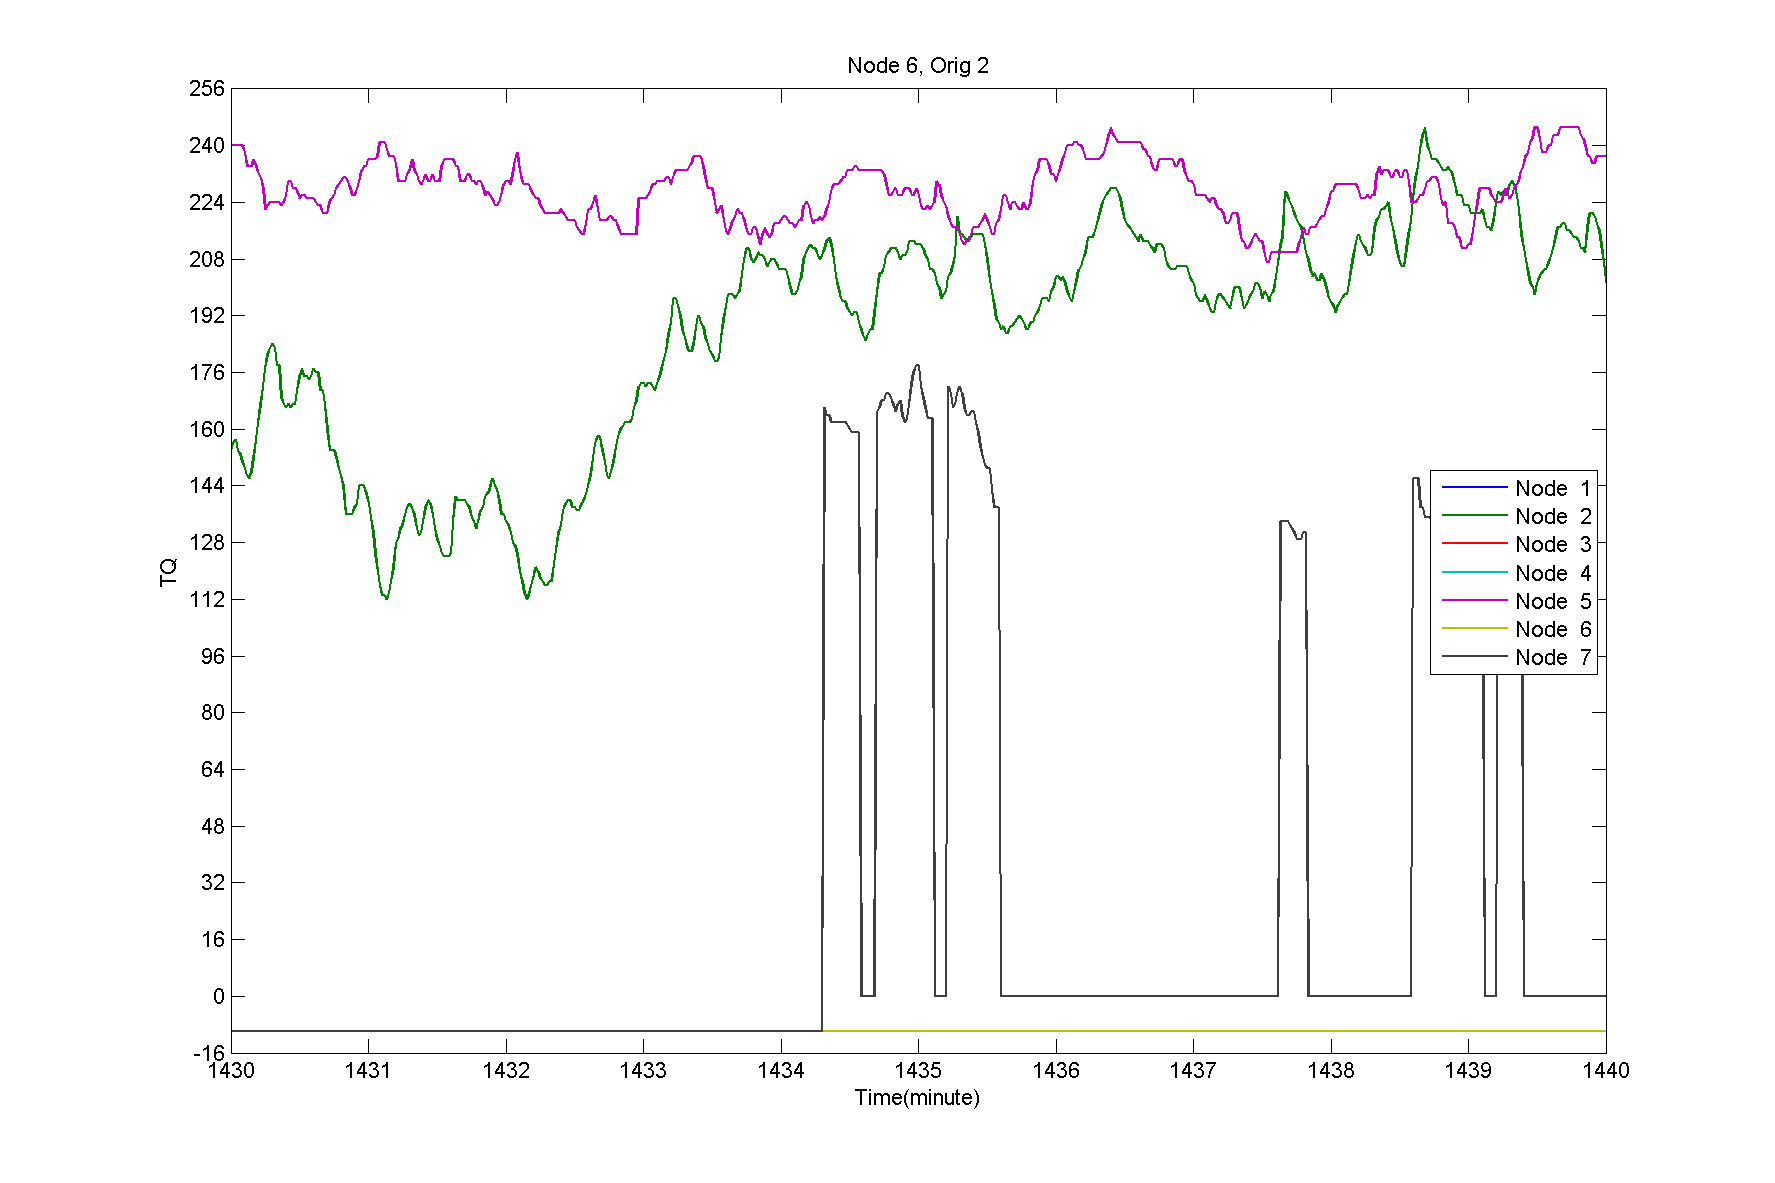 Node 6, Orig 2
256
240
224
208
192
176
160
144
128
112
96
80
64
48
32
16
0
-16
TQ
Node 1
Node 2
Node 3
Node 4
Node 5
Node 6
Node 7
1430 1431 1432 1433 1434 1435 1436 1437 1438 1439 1440
Time(minute)